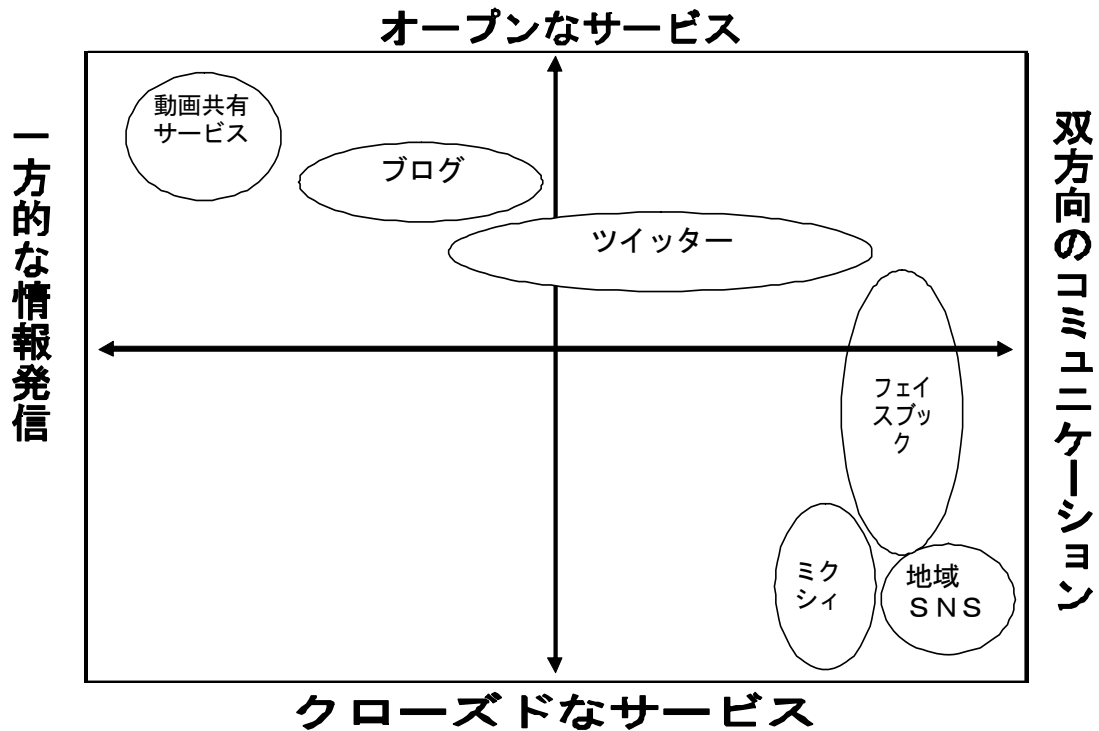 オープンなサービス
一方的な情報発信
双方向のコミュニケーション
動画共有
サービス
ブログ
ツイッター
フェイ
スブッ
ク
ミク
シィ
地域
ＳＮＳ
クローズドなサービス